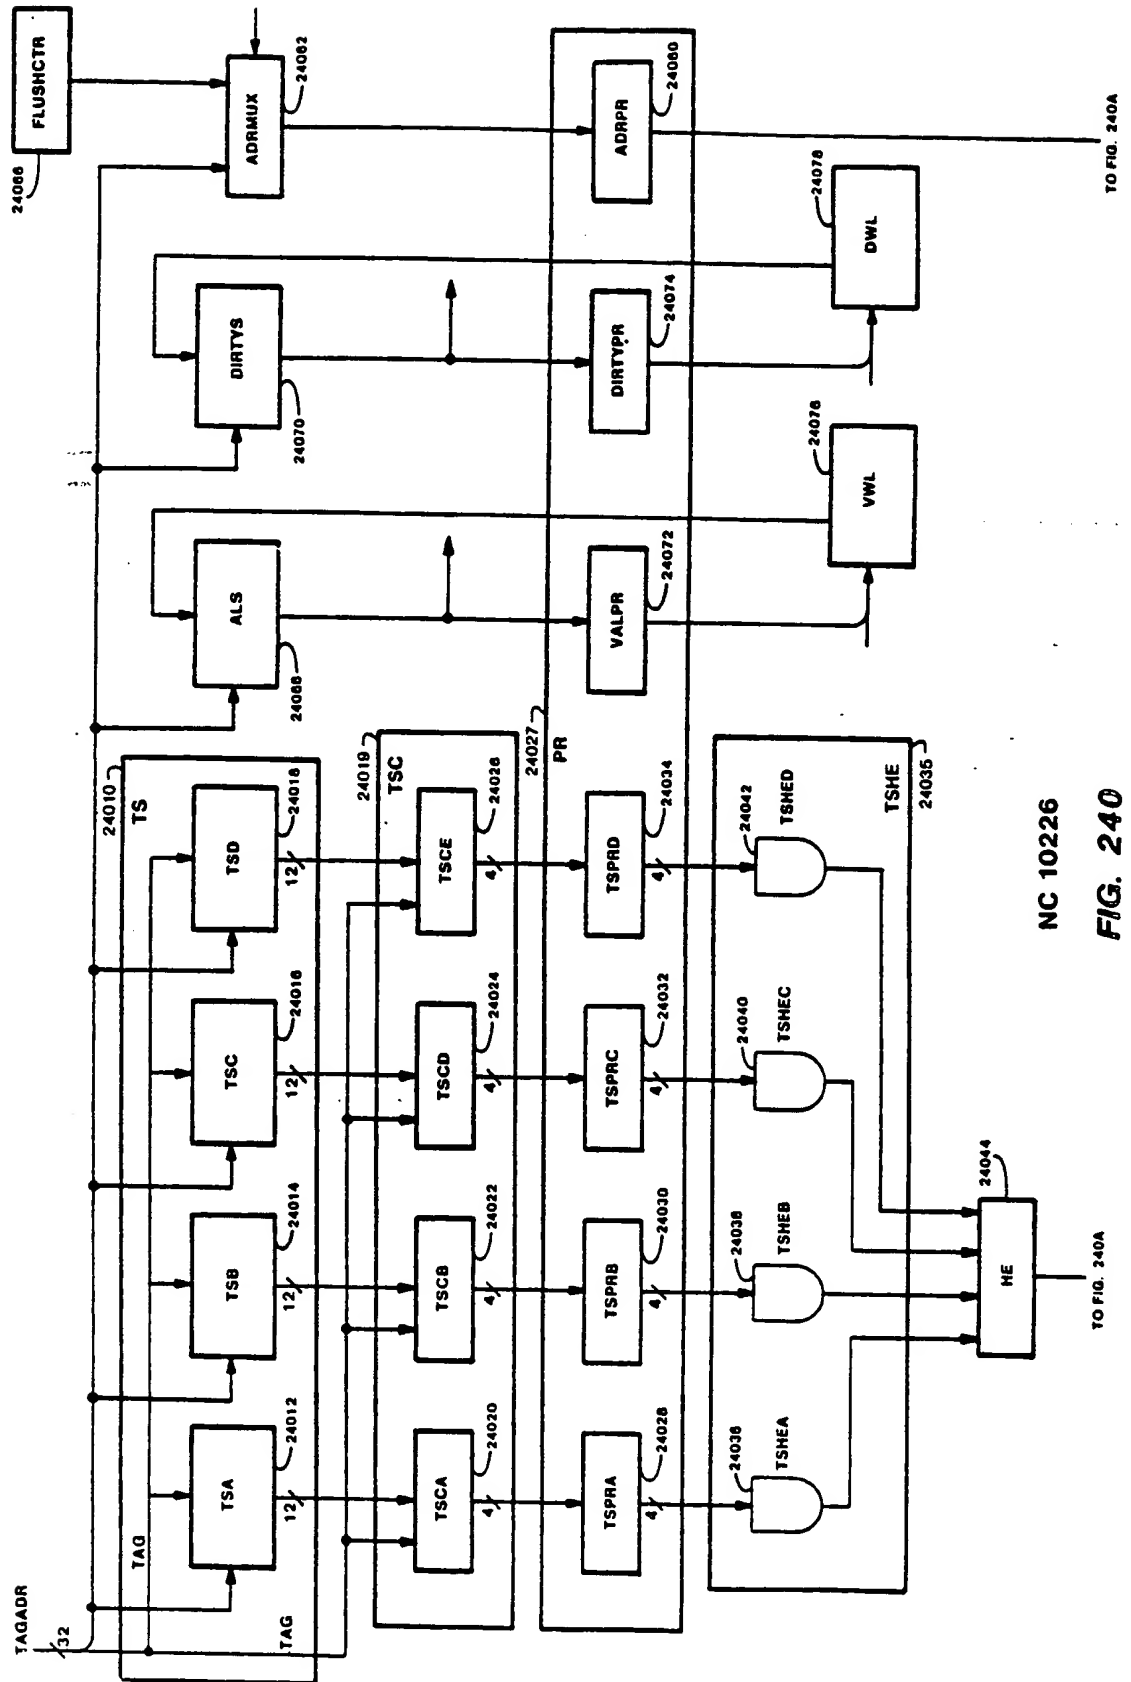 TAGADR
32
TAG
TAG
24010
TS
TSA
24012
12
TSB
24014
12
TSC
24016
12
TSD
24018
12
ALS
24068
DIRTYS
24070
24066
FLUSHCTR
ADRMUX
24062
24019
TSC
TSCA
24020
4
TSCB
24022
4
TSCD
24024
4
TSCE
24026
4
24027
PR
TSPRA
24028
4
TSPRB
24030
4
TSPRC
24032
4
TSPRD
24034
4
VALPR
24072
DIRTYPR
24074
ADRPR
24060
24036
TSHEA
24038
TSHEB
24040
TSHEC
24042
TSHED
TSHE
24035
VWL
24076
DWL
24078
HE
24044
TO FIG. 240A
TO FIG. 240A
NC 10226
FIG. 240